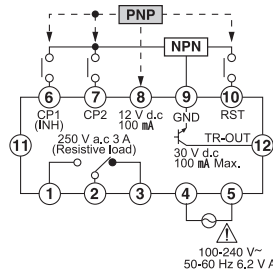 PNP
NPN
6 7 8 9 10
CP1 CP2 12 V d.c GND RST
(INH) 100 mA
250 V a.c 3 A TR-OUT
(Resistive load) 30 V d.c
100 mA Max.
11 12
1 2 3 4 5
100-240 V~
50-60 Hz 6,2 V A